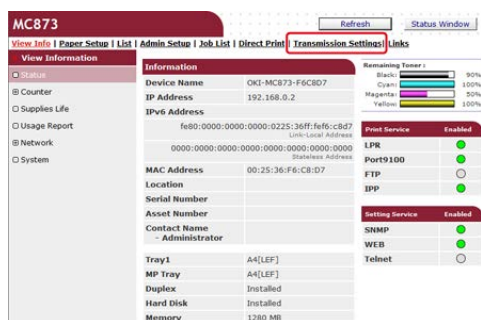 MC873
Refresh
Status Window
View Info | Paper Setup | List | Admin Setup | Job List | Direct Print | Transmission Settings | Links
View Information
Status
Counter
Supplies Life
Usage Report
Network
System
Information
Device Name OKI-MC873-F6C8D7
IP Address 192.168.0.2
IPv6 Address
fe80:0000:0000:0000:0225:36ff:fef6:c8d7
Link-Local Address
0000:0000:0000:0000:0000:0000:0000:0000
Stateless Address
MAC Address 00:25:36:F6:C8:D7
Location
Serial Number
Asset Number
Contact Name
- Administrator
Tray1 A4[LEF]
MP Tray A4[LEF]
Duplex Installed
Hard Disk Installed
Memory 1280 MB
Remaining Toner :
Black: 90%
Cyan: 100%
Magenta: 50%
Yellow: 100%
Print Service Enabled
LPR
Port9100
FTP
IPP
Setting Service Enabled
SNMP
WEB
Telnet